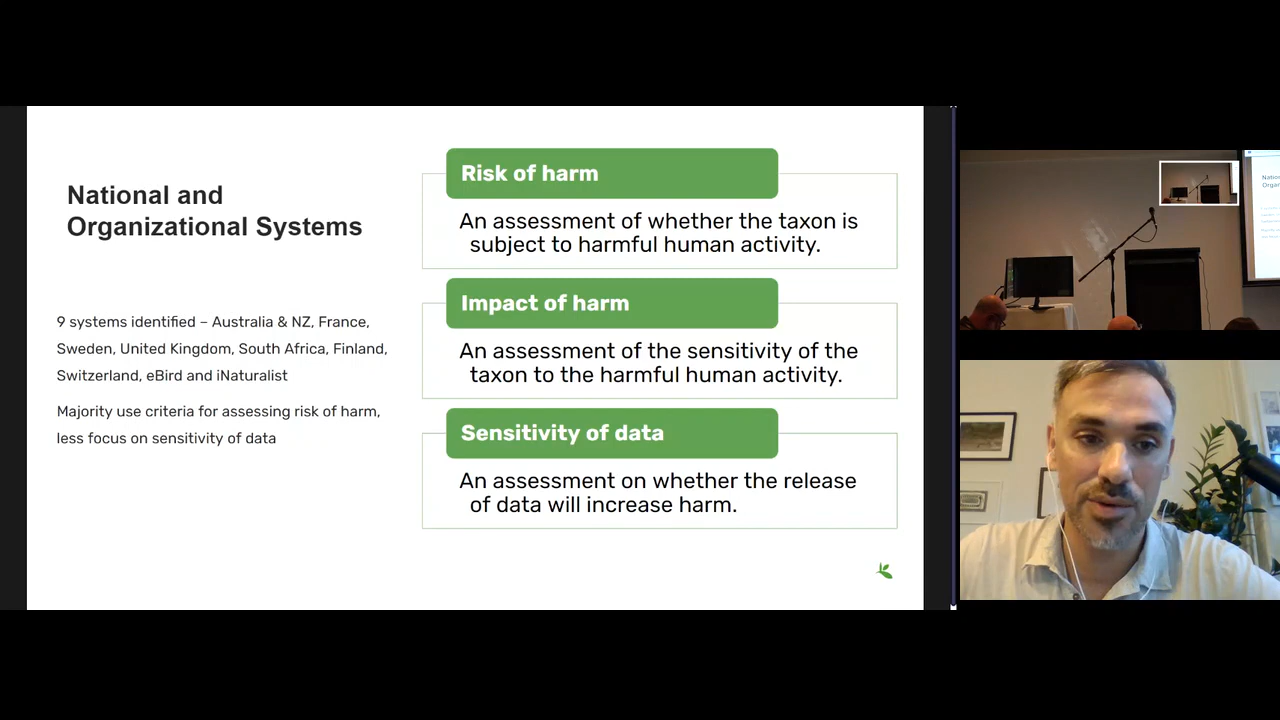 National and
Organizational Systems
9 systems identified – Australia & NZ, France,
Sweden, United Kingdom, South Africa, Finland,
Switzerland, eBird and iNaturalist
Majority use criteria for assessing risk of harm,
less focus on sensitivity of data
Risk of harm
An assessment of whether the taxon is
subject to harmful human activity.
Impact of harm
An assessment of the sensitivity of the
taxon to the harmful human activity.
Sensitivity of data
An assessment on whether the release
of data will increase harm.